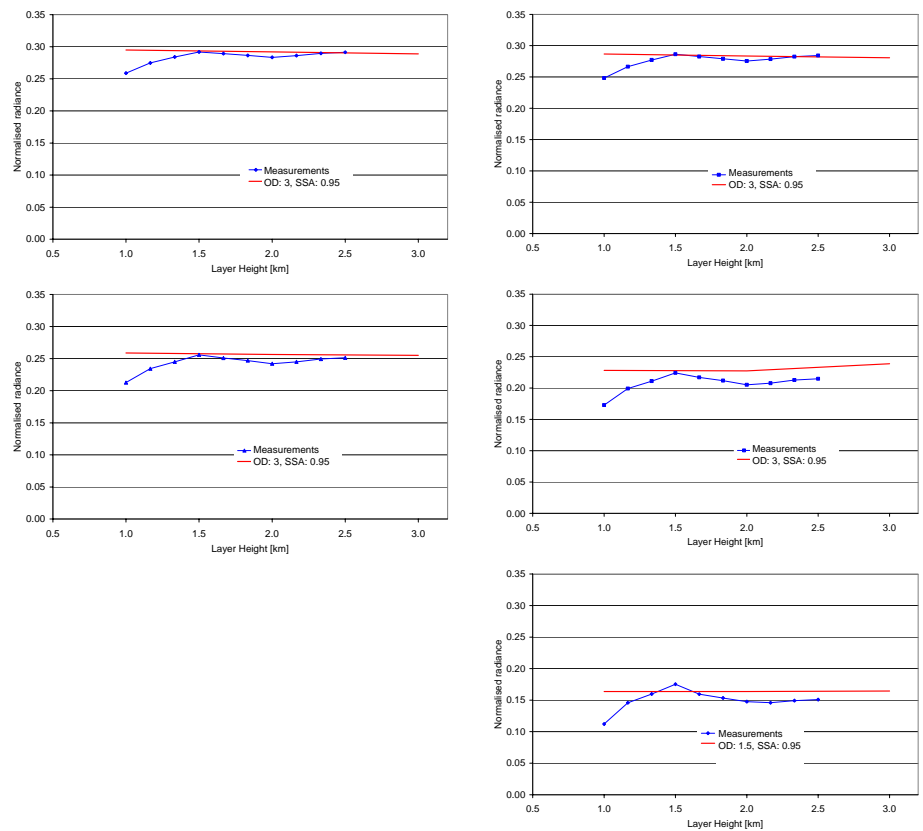 0.35
0.30
0.25
0.20
0.15
0.10
0.05
0.00
Normalised radiance
Measurements
OD: 3, SSA: 0.95
0.5 1.0 1.5 2.0 2.5 3.0
Layer Height [km]
0.35
0.30
0.25
0.20
0.15
0.10
0.05
0.00
Normalised radiance
Measurements
OD: 3, SSA: 0.95
0.5 1.0 1.5 2.0 2.5 3.0
Layer Height [km]
0.35
0.30
0.25
0.20
0.15
0.10
0.05
0.00
Normalised radiance
Measurements
OD: 3, SSA: 0.95
0.5 1.0 1.5 2.0 2.5 3.0
Layer Height [km]
0.35
0.30
0.25
0.20
0.15
0.10
0.05
0.00
Normalised radiance
Measurements
OD: 3, SSA: 0.95
0.5 1.0 1.5 2.0 2.5 3.0
Layer Height [km]
0.35
0.30
0.25
0.20
0.15
0.10
0.05
0.00
Normalised radiance
Measurements
OD: 1.5, SSA: 0.95
0.5 1.0 1.5 2.0 2.5 3.0
Layer Height [km]